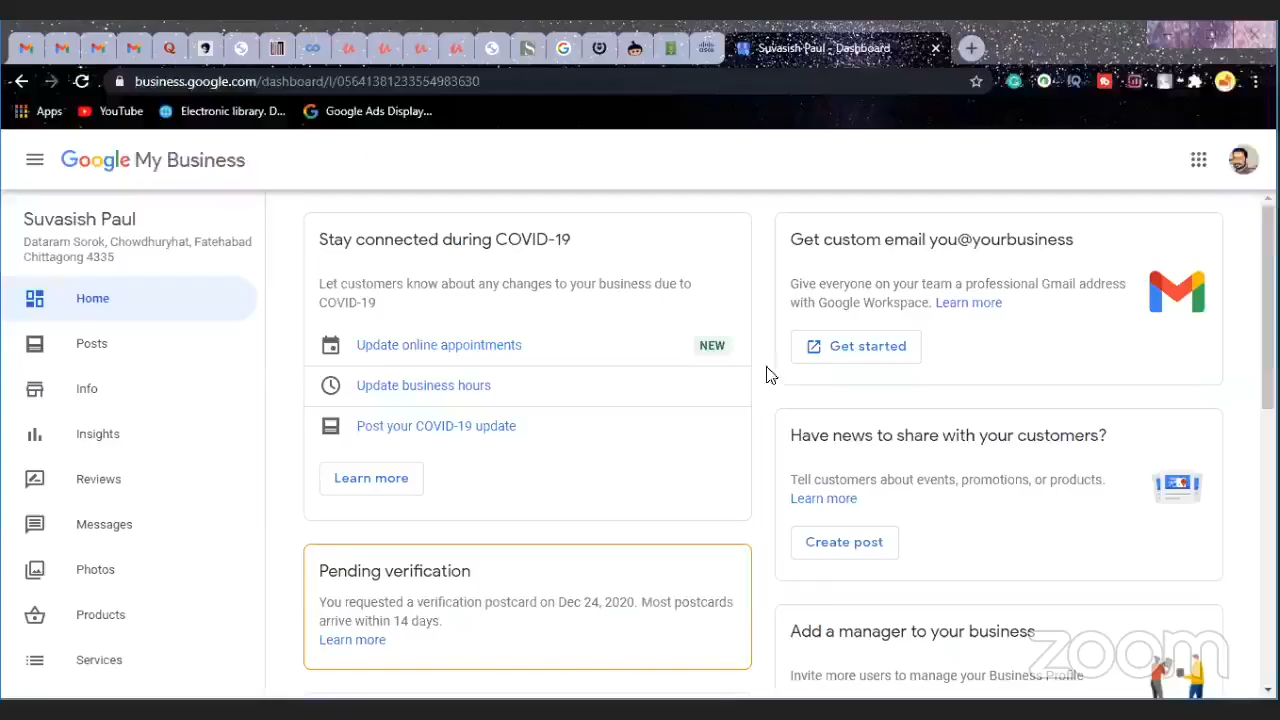 Suvasish Paul - Dashboard
business.google.com/dashboard/l/05641381233554983630
Apps
YouTube
Electronic library. D...
Google Ads Display...
Google My Business
Suvasish Paul
Dataram Sorok, Chowdhuryhat, Fatehabad
Chittagong 4335
Home
Posts
Info
Insights
Reviews
Messages
Photos
Products
Services
Stay connected during COVID-19
Let customers know about any changes to your business due to
COVID-19
Update online appointments
NEW
Update business hours
Post your COVID-19 update
Learn more
Pending verification
You requested a verification postcard on Dec 24, 2020. Most postcards
arrive within 14 days.
Learn more
Get custom email you@yourbusiness
Give everyone on your team a professional Gmail address
with Google Workspace. Learn more
Get started
Have news to share with your customers?
Tell customers about events, promotions, or products.
Learn more
Create post
Add a manager to your business
Invite more users to manage your Business Profile
zoom